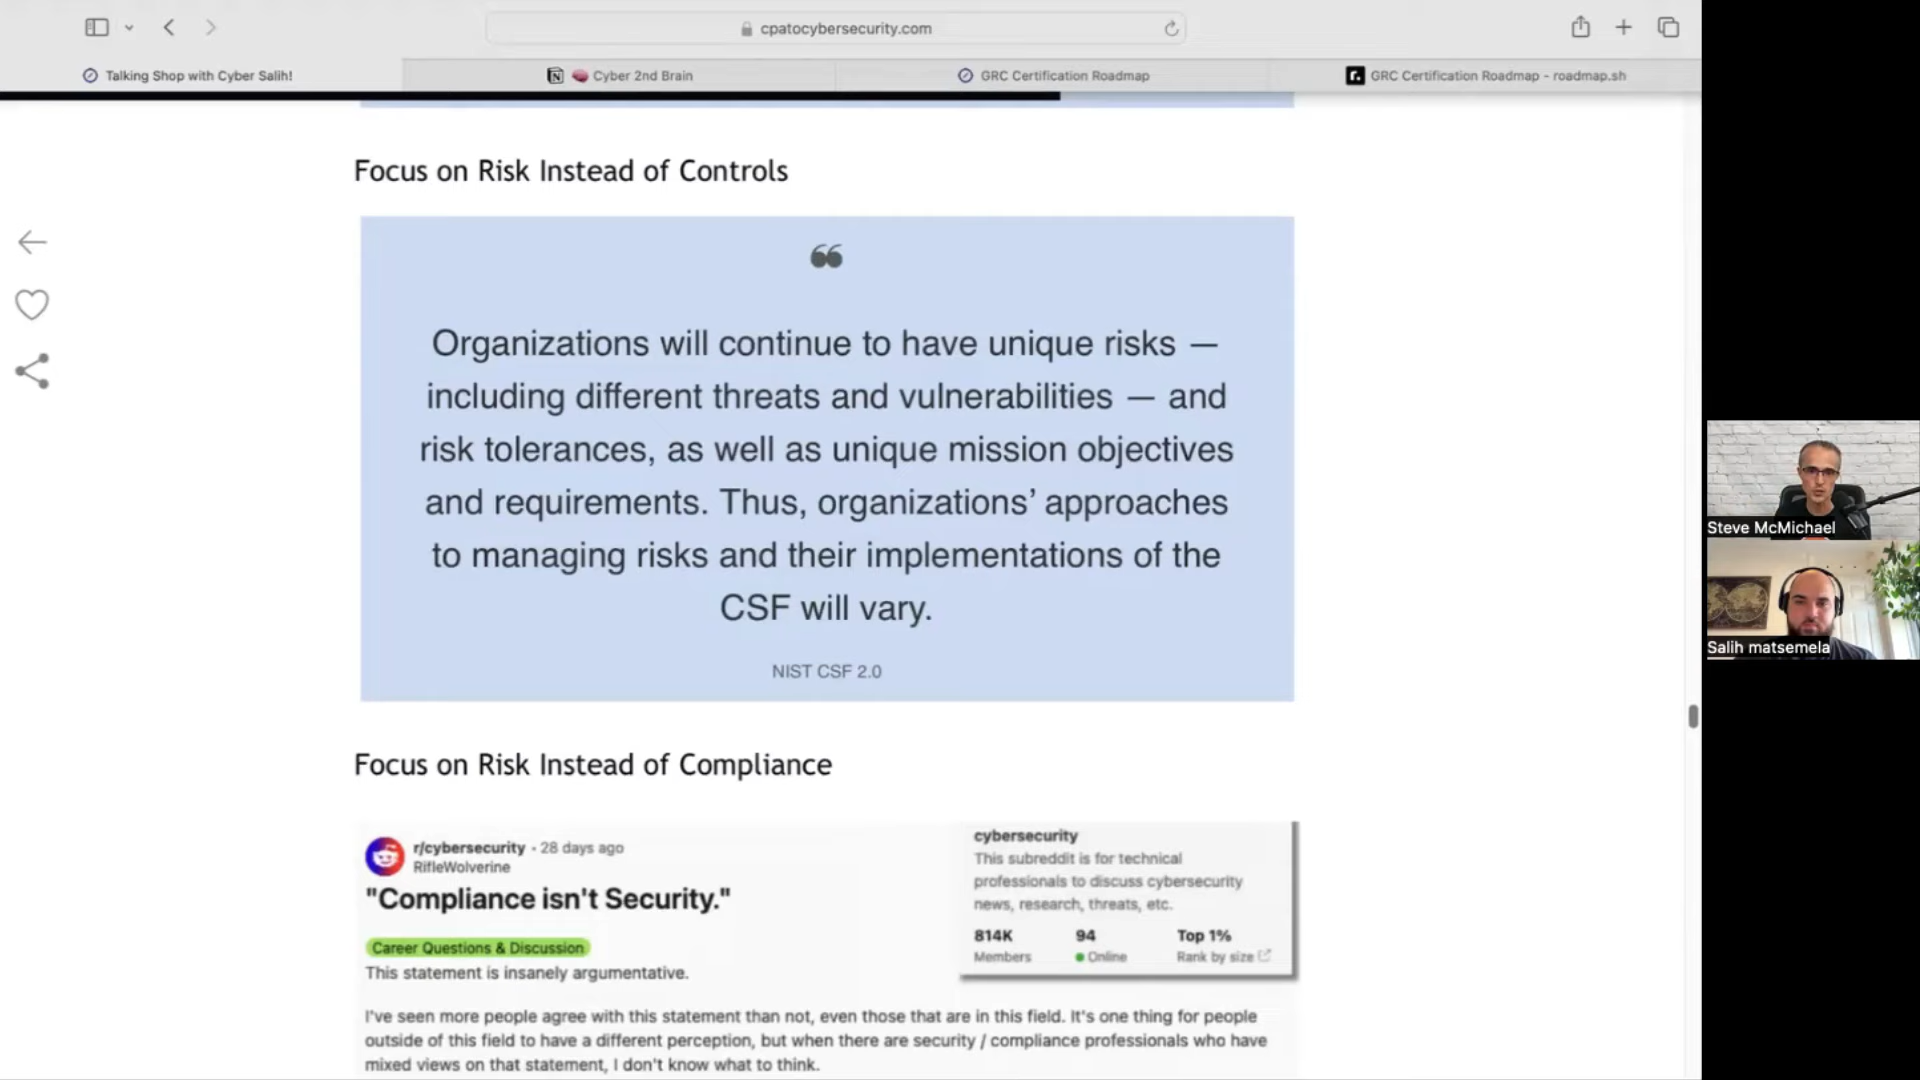 cpatocybersecurity.com
Talking Shop with Cyber Salih!
Cyber 2nd Brain
GRC Certification Roadmap
GRC Certification Roadmap - roadmap.sh
Focus on Risk Instead of Controls
❝
Organizations will continue to have unique risks —
including different threats and vulnerabilities — and
risk tolerances, as well as unique mission objectives
and requirements. Thus, organizations’ approaches
to managing risks and their implementations of the
CSF will vary.
NIST CSF 2.0
Focus on Risk Instead of Compliance
r/cybersecurity • 28 days ago
RifleWolverine
"Compliance isn't Security."
Career Questions & Discussion
This statement is insanely argumentative.
I've seen more people agree with this statement than not, even those that are in this field. It's one thing for people
outside of this field to have a different perception, but when there are security / compliance professionals who have
mixed views on that statement, I don't know what to think.
cybersecurity
This subreddit is for technical
professionals to discuss cybersecurity
news, research, threats, etc.
814K 94 Top 1%
Members Online Rank by size
Steve McMichael
Salih matsemela